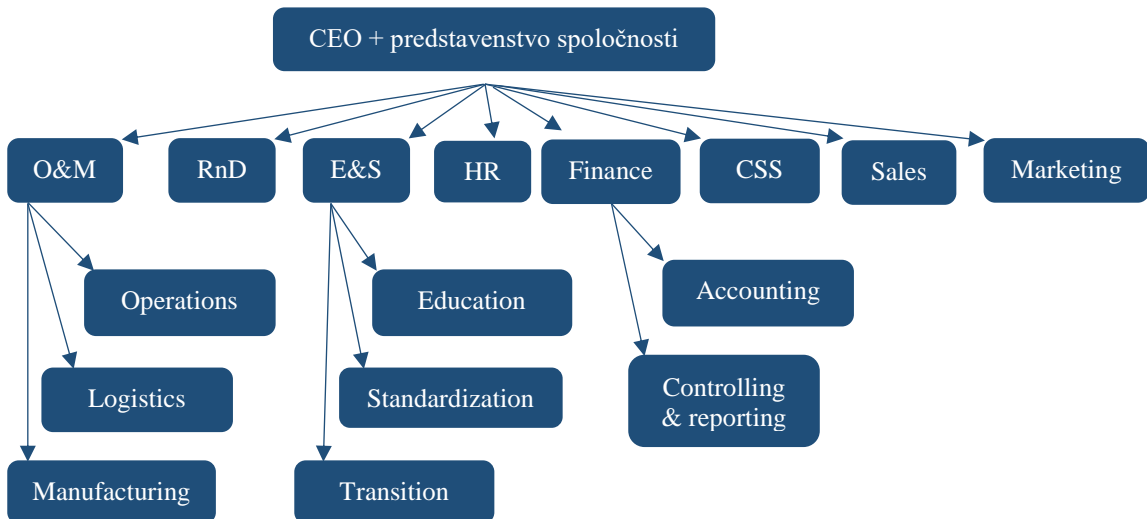 CEO + predstavenstvo spoločnosti
O&M
RnD
E&S
HR
Finance
CSS
Sales
Marketing
Operations
Education
Accounting
Logistics
Standardization
Controlling
& reporting
Manufacturing
Transition